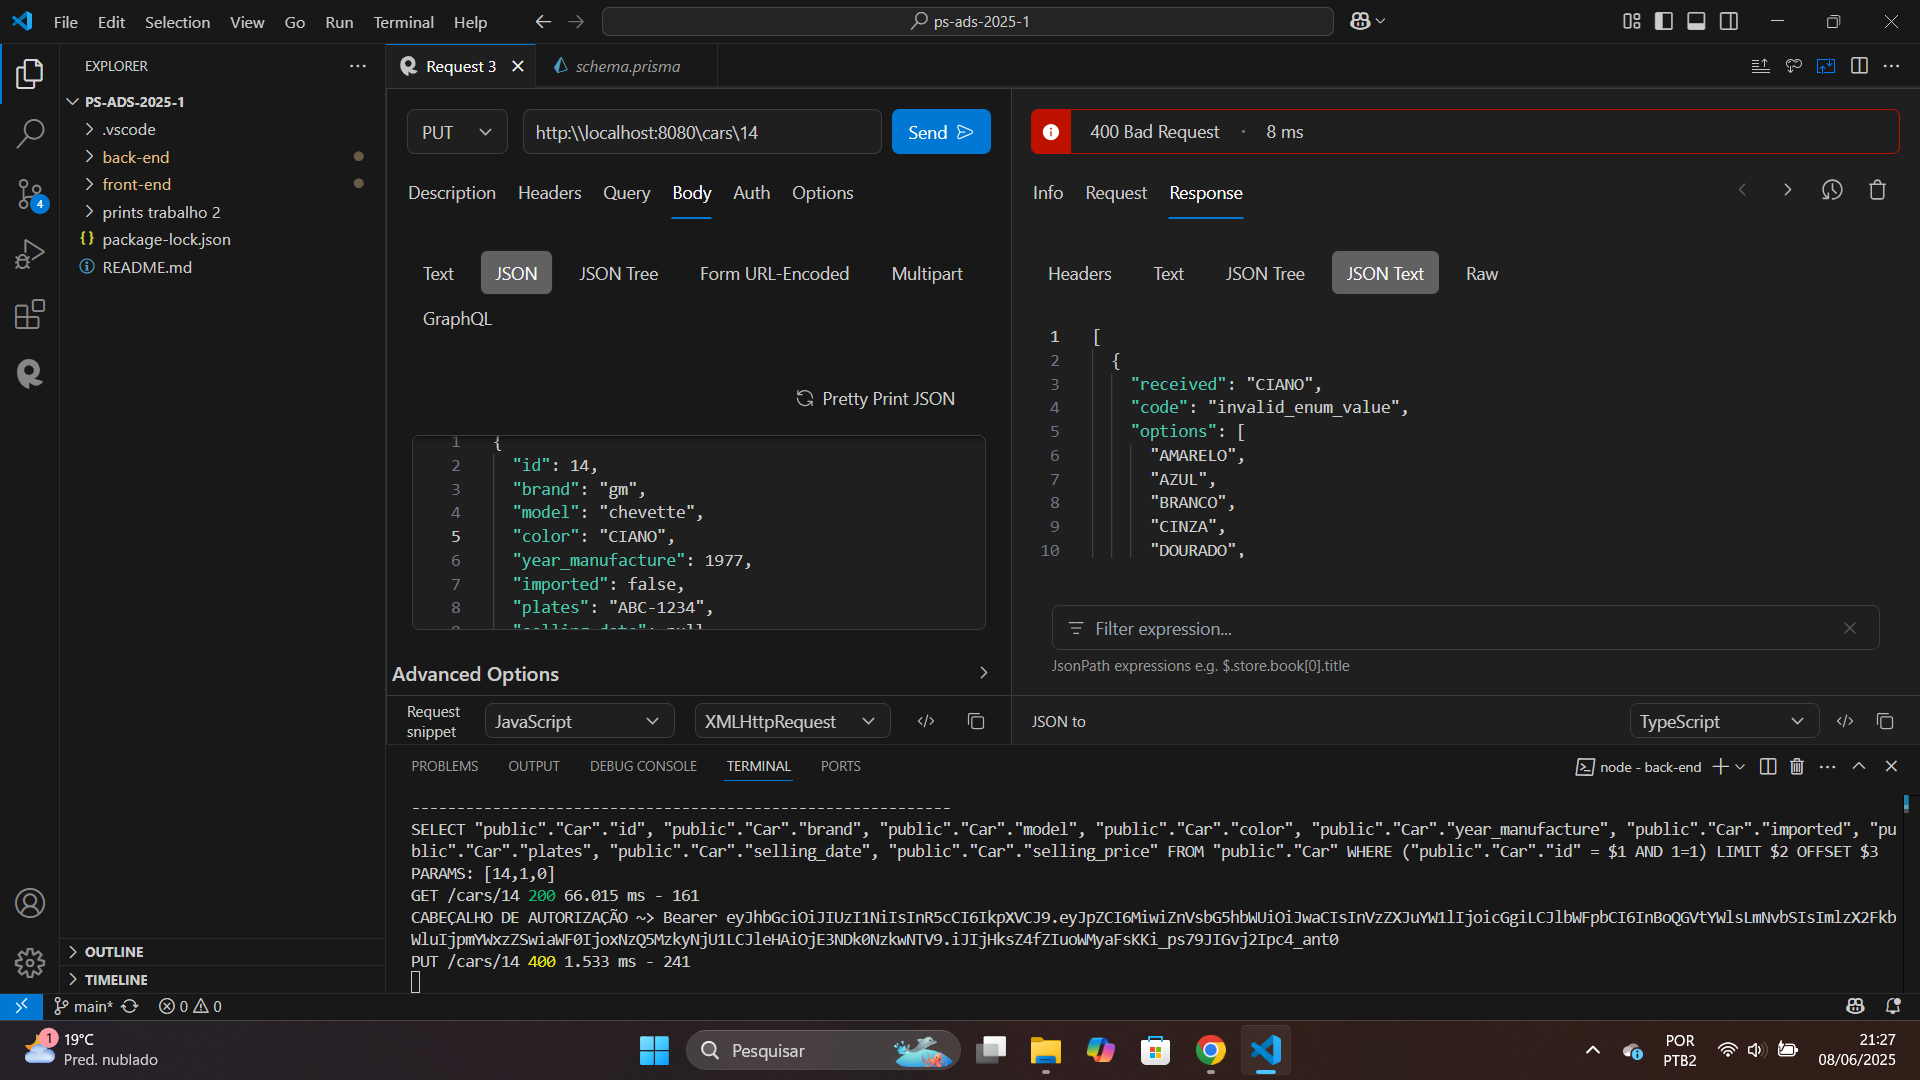 File Edit Selection View Go Run Terminal Help
ps-ads-2025-1
EXPLORER
PS-ADS-2025-1
.vscode
back-end
front-end
prints trabalho 2
package-lock.json
README.md
OUTLINE
TIMELINE
4
Request 3
schema.prisma
PUT
http:\\localhost:8080\cars\14
Send
Description Headers Query Body Auth Options
Text JSON JSON Tree Form URL-Encoded Multipart
GraphQL
Pretty Print JSON
1 {
2 "id": 14,
3 "brand": "gm",
4 "model": "chevette",
5 "color": "CIANO",
6 "year_manufacture": 1977,
7 "imported": false,
8 "plates": "ABC-1234",
9 "selling_date": null
Advanced Options
Request snippet
JavaScript
XMLHttpRequest
400 Bad Request · 8 ms
Info Request Response
Headers Text JSON Tree JSON Text Raw
1 [
2 {
3 "received": "CIANO",
4 "code": "invalid_enum_value",
5 "options": [
6 "AMARELO",
7 "AZUL",
8 "BRANCO",
9 "CINZA",
10 "DOURADO",
Filter expression...
JsonPath expressions e.g. $.store.book[0].title
JSON to
TypeScript
PROBLEMS OUTPUT DEBUG CONSOLE TERMINAL PORTS
node - back-end
------------------------------------------------------------
SELECT "public"."Car"."id", "public"."Car"."brand", "public"."Car"."model", "public"."Car"."color", "public"."Car"."year_manufacture", "public"."Car"."imported", "pu
blic"."Car"."plates", "public"."Car"."selling_date", "public"."Car"."selling_price" FROM "public"."Car" WHERE ("public"."Car"."id" = $1 AND 1=1) LIMIT $2 OFFSET $3
PARAMS: [14,1,0]
GET /cars/14 200 66.015 ms - 161
CABEÇALHO DE AUTORIZAÇÃO ~> Bearer eyJhbGciOiJIUzI1NiIsInR5cCI6IkpXVCJ9.eyJpZCI6MiwiZnVsbG5hbWUiOiJwaCIsInVzZXJuYW1lIjoicGgiLCJlbWFpbCI6InBoQGVtYWlsLmNvbSIsImlzX2Fkb
WluIjpmYWxzZSwiaWF0IjoxNzQ5MzkyNjU1LCJleHAiOjE3NDk0NzkwNTV9.iJIjHksZ4fZIuoWMyaFsKKi_ps79JIGvj2Ipc4_ant0
PUT /cars/14 400 1.533 ms - 241
main* 0 0
1
19°C
Pred. nublado
Pesquisar
POR
PTB2
21:27
08/06/2025